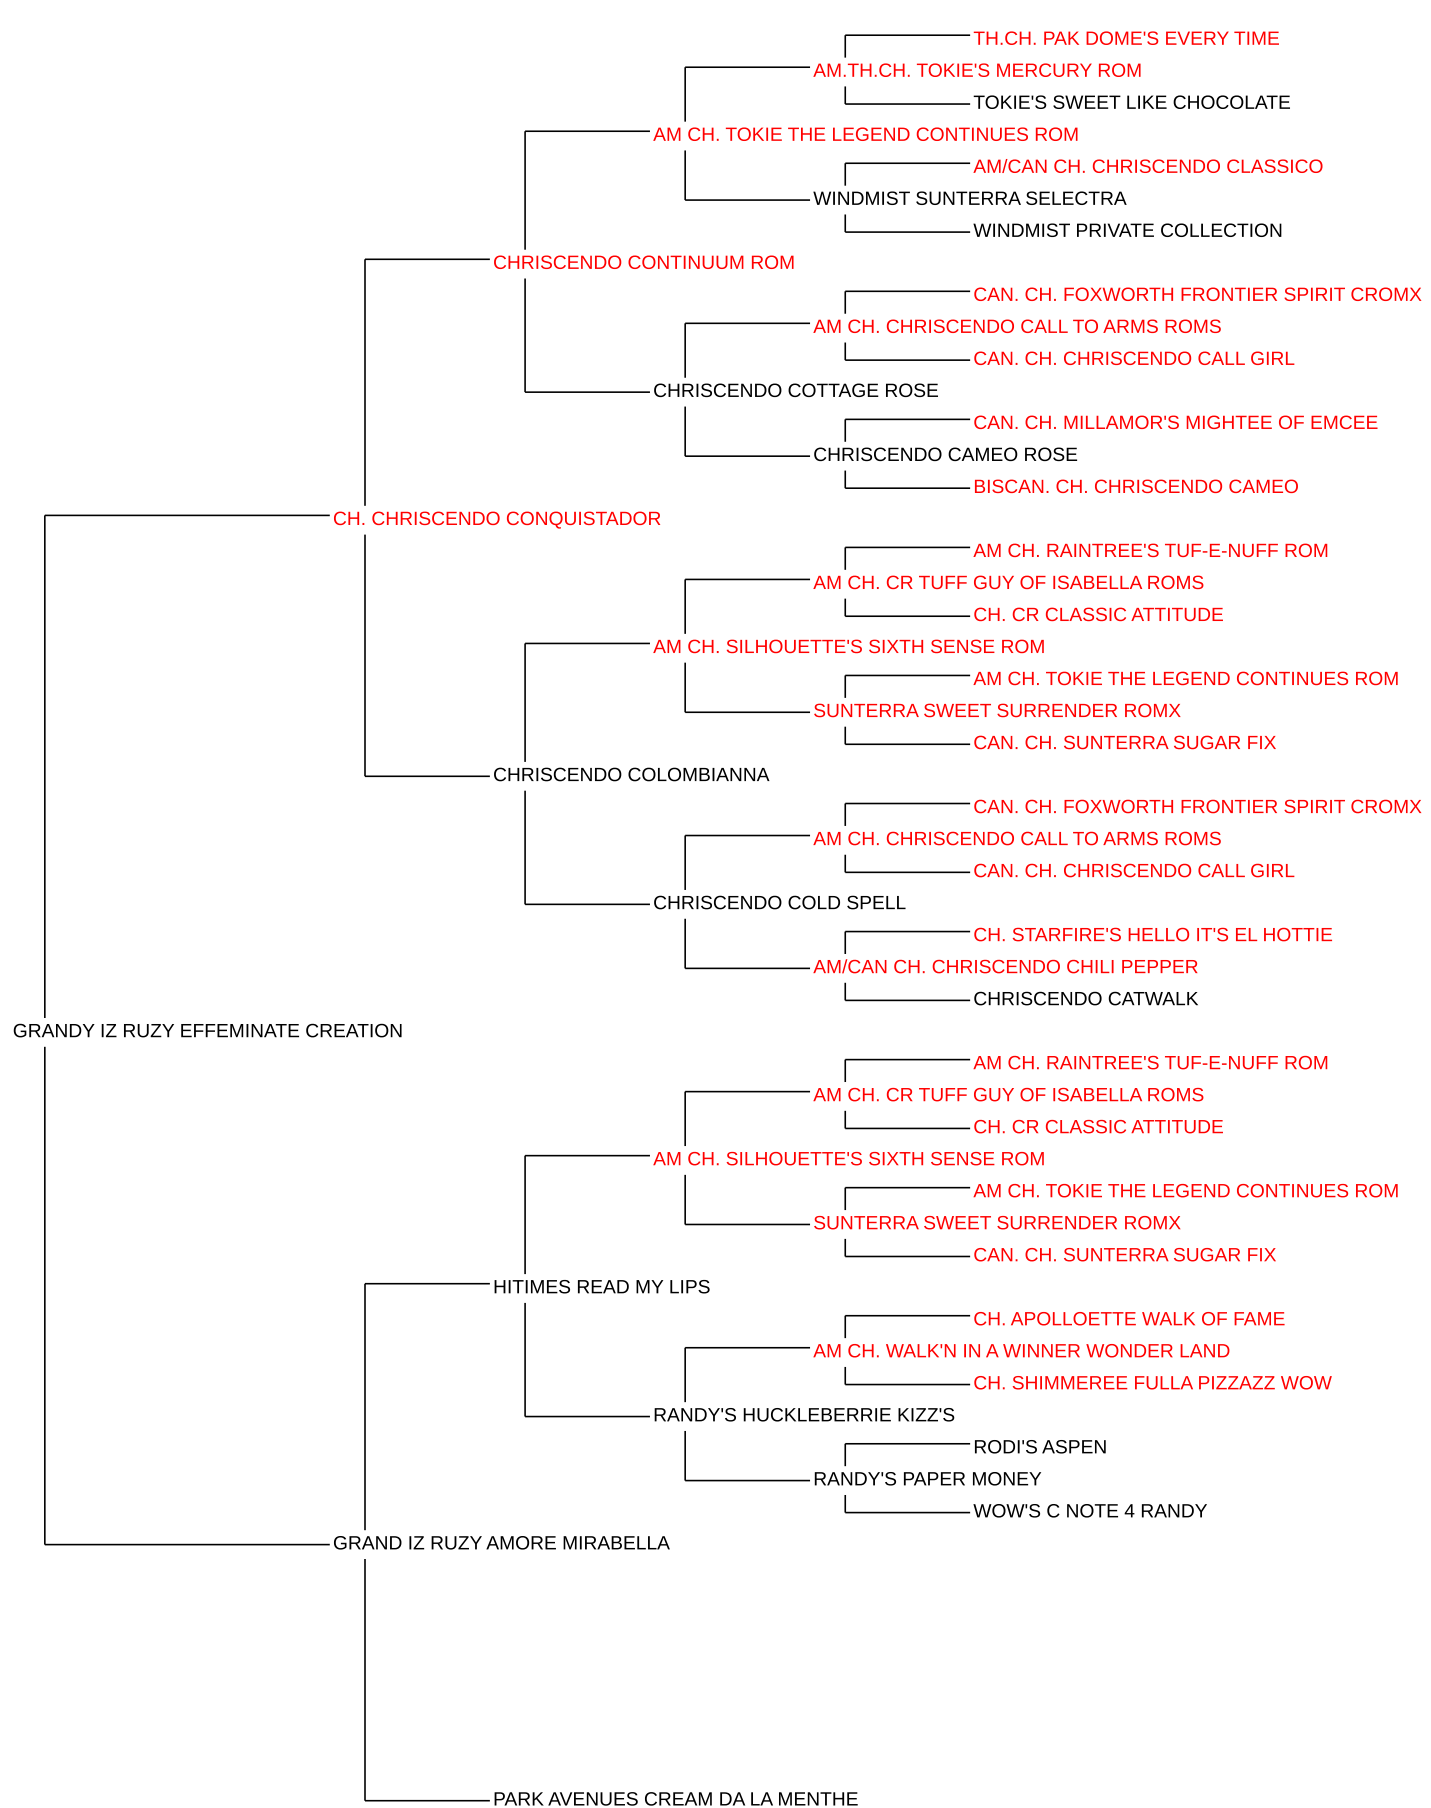 TH.CH. PAK DOME'S EVERY TIME
AM.TH.CH. TOKIE'S MERCURY ROM
TOKIE'S SWEET LIKE CHOCOLATE
AM CH. TOKIE THE LEGEND CONTINUES ROM
AM/CAN CH. CHRISCENDO CLASSICO
WINDMIST SUNTERRA SELECTRA
WINDMIST PRIVATE COLLECTION
CHRISCENDO CONTINUUM ROM
CAN. CH. FOXWORTH FRONTIER SPIRIT CROMX
AM CH. CHRISCENDO CALL TO ARMS ROMS
CAN. CH. CHRISCENDO CALL GIRL
CHRISCENDO COTTAGE ROSE
CAN. CH. MILLAMOR'S MIGHTEE OF EMCEE
CHRISCENDO CAMEO ROSE
BISCAN. CH. CHRISCENDO CAMEO
CH. CHRISCENDO CONQUISTADOR
AM CH. RAINTREE'S TUF-E-NUFF ROM
AM CH. CR TUFF GUY OF ISABELLA ROMS
CH. CR CLASSIC ATTITUDE
AM CH. SILHOUETTE'S SIXTH SENSE ROM
AM CH. TOKIE THE LEGEND CONTINUES ROM
SUNTERRA SWEET SURRENDER ROMX
CAN. CH. SUNTERRA SUGAR FIX
CHRISCENDO COLOMBIANNA
CAN. CH. FOXWORTH FRONTIER SPIRIT CROMX
AM CH. CHRISCENDO CALL TO ARMS ROMS
CAN. CH. CHRISCENDO CALL GIRL
CHRISCENDO COLD SPELL
CH. STARFIRE'S HELLO IT'S EL HOTTIE
AM/CAN CH. CHRISCENDO CHILI PEPPER
CHRISCENDO CATWALK
GRANDY IZ RUZY EFFEMINATE CREATION
AM CH. RAINTREE'S TUF-E-NUFF ROM
AM CH. CR TUFF GUY OF ISABELLA ROMS
CH. CR CLASSIC ATTITUDE
AM CH. SILHOUETTE'S SIXTH SENSE ROM
AM CH. TOKIE THE LEGEND CONTINUES ROM
SUNTERRA SWEET SURRENDER ROMX
CAN. CH. SUNTERRA SUGAR FIX
HITIMES READ MY LIPS
CH. APOLLOETTE WALK OF FAME
AM CH. WALK'N IN A WINNER WONDER LAND
CH. SHIMMEREE FULLA PIZZAZZ WOW
RANDY'S HUCKLEBERRIE KIZZ'S
RODI'S ASPEN
RANDY'S PAPER MONEY
WOW'S C NOTE 4 RANDY
GRAND IZ RUZY AMORE MIRABELLA
PARK AVENUES CREAM DA LA MENTHE